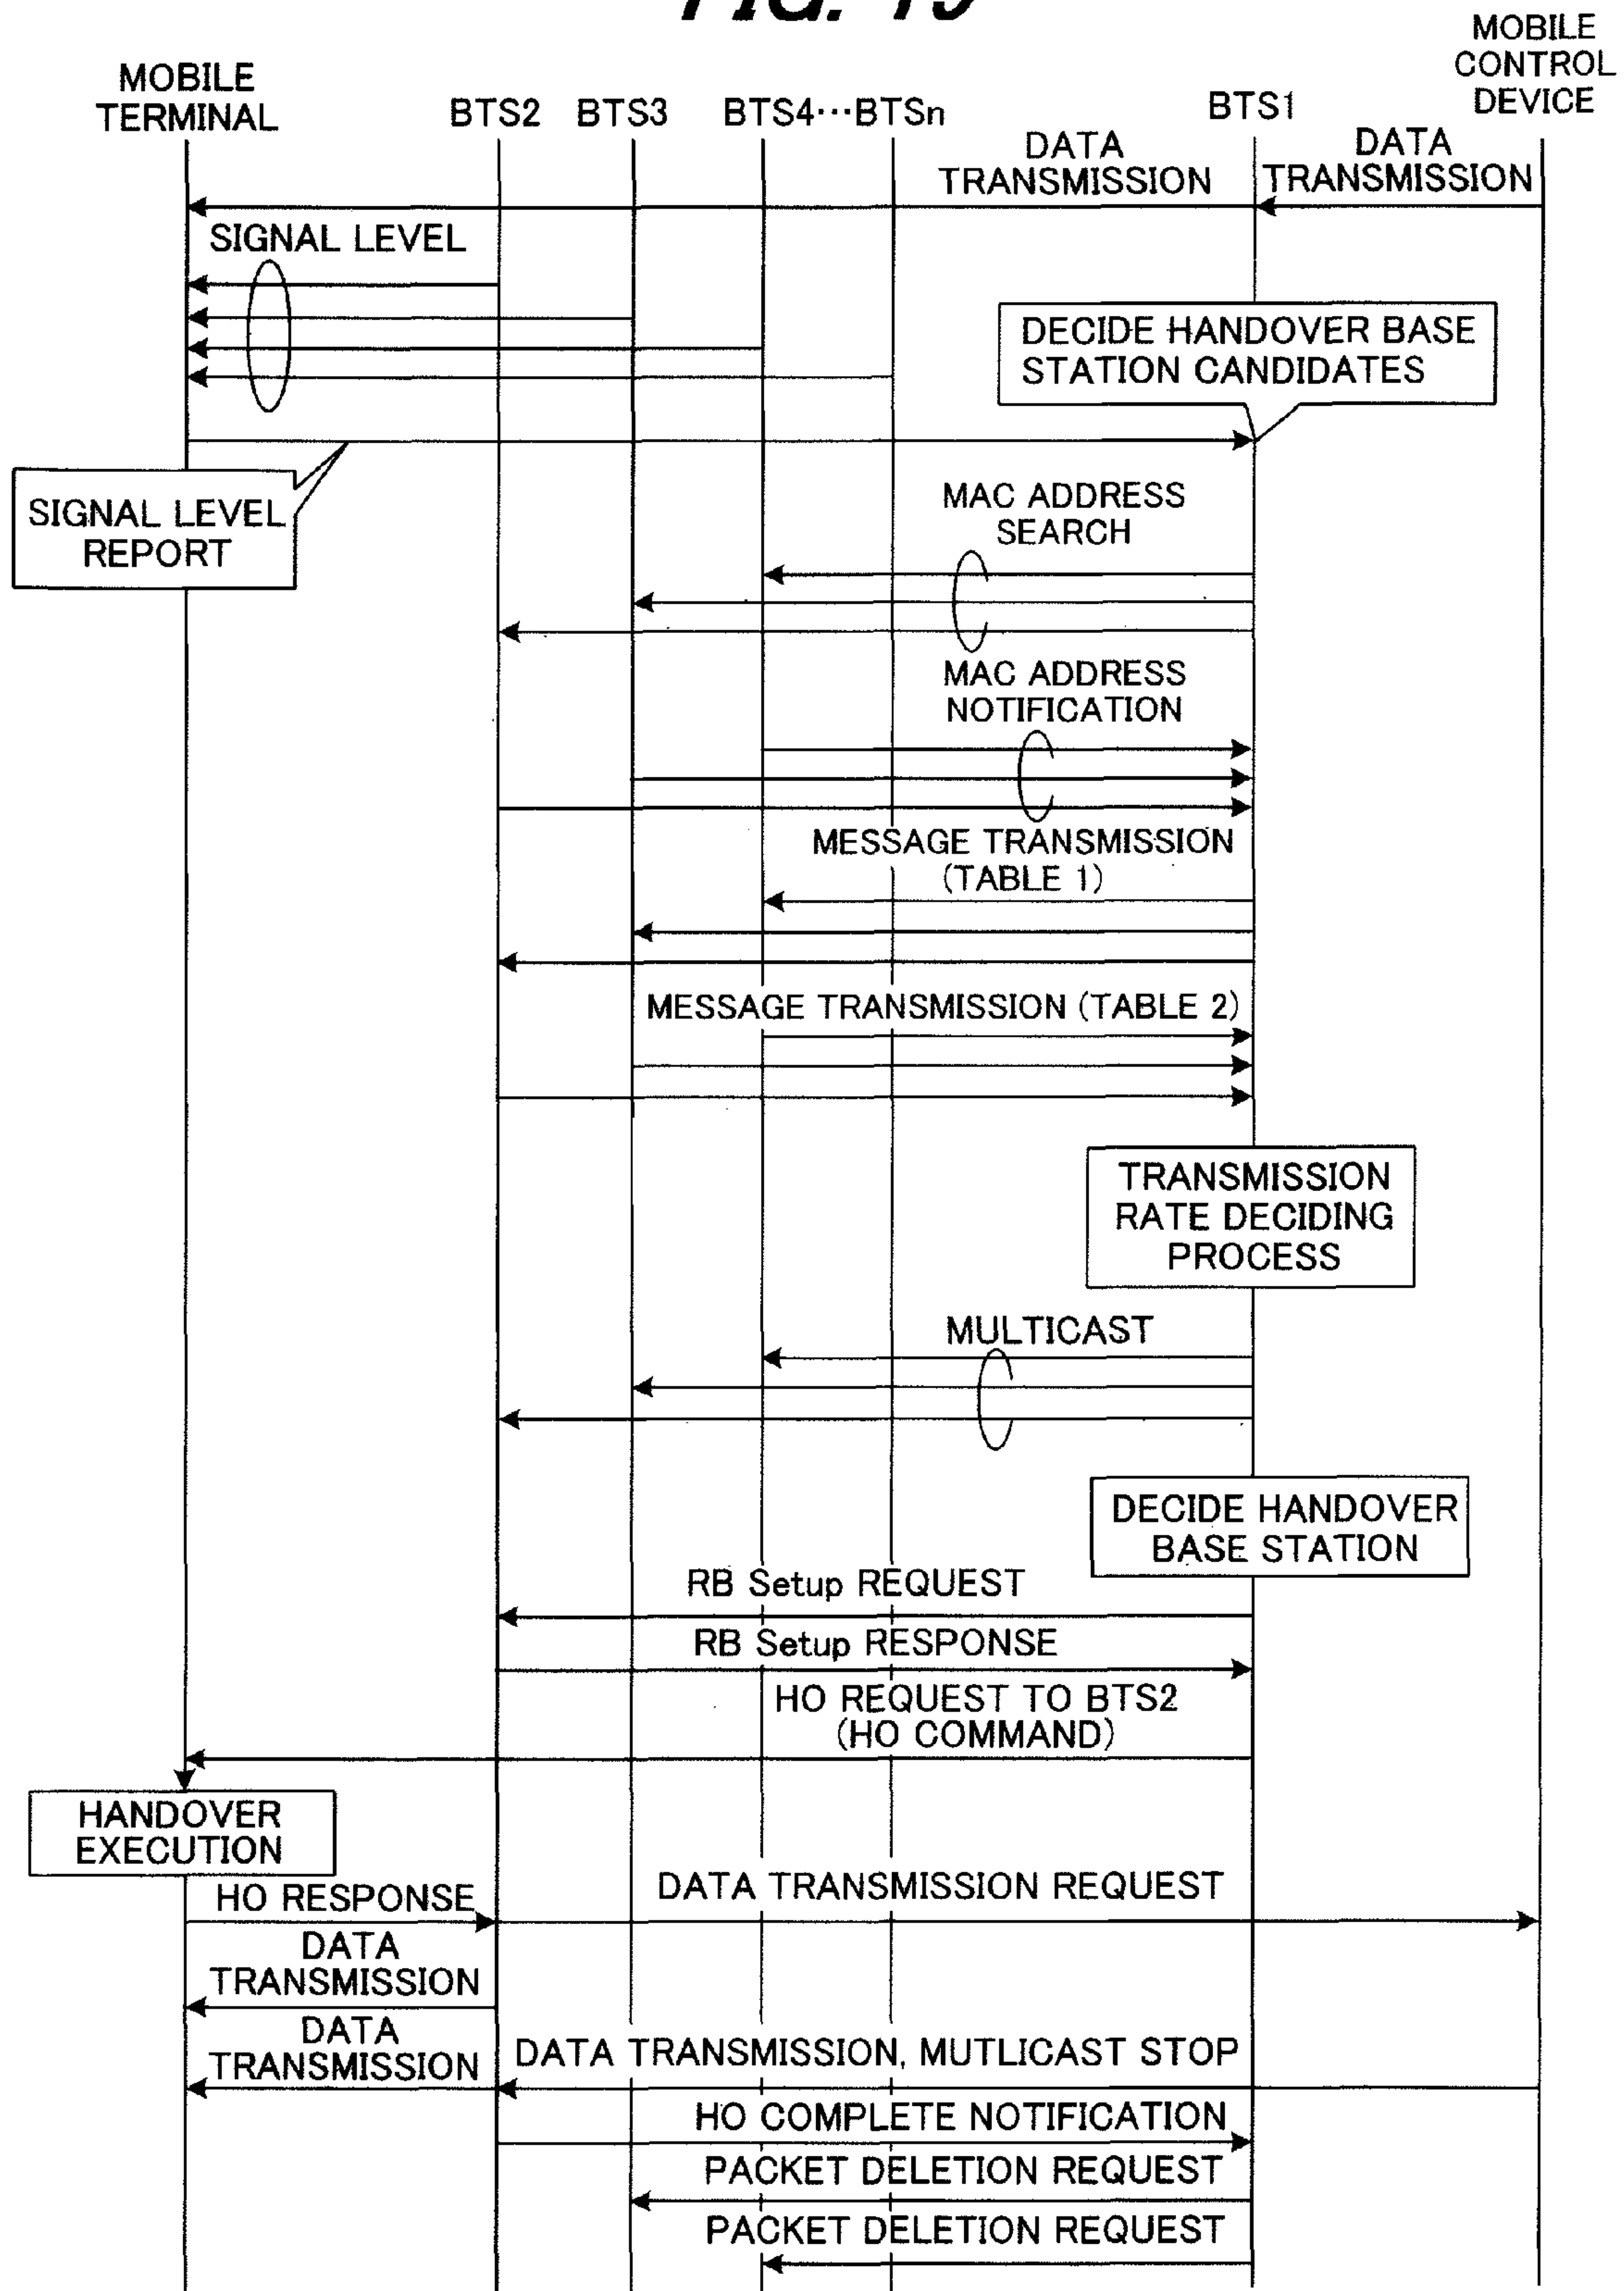 FIG. 19
MOBILE
CONTROL
DEVICE
MOBILE
TERMINAL
BTS2
BTS3
BTS4···BTSn
BTS1
DATA
TRANSMISSION
DATA
TRANSMISSION
SIGNAL LEVEL
DECIDE HANDOVER BASE
STATION CANDIDATES
SIGNAL LEVEL
REPORT
MAC ADDRESS
SEARCH
MAC ADDRESS
NOTIFICATION
MESSAGE TRANSMISSION
(TABLE 1)
MESSAGE TRANSMISSION (TABLE 2)
TRANSMISSION
RATE DECIDING
PROCESS
MULTICAST
DECIDE HANDOVER
BASE STATION
RB Setup REQUEST
RB Setup RESPONSE
HO REQUEST TO BTS2
(HO COMMAND)
HANDOVER
EXECUTION
HO RESPONSE
DATA TRANSMISSION REQUEST
DATA
TRANSMISSION
DATA
TRANSMISSION
DATA TRANSMISSION, MUTLICAST STOP
HO COMPLETE NOTIFICATION
PACKET DELETION REQUEST
PACKET DELETION REQUEST